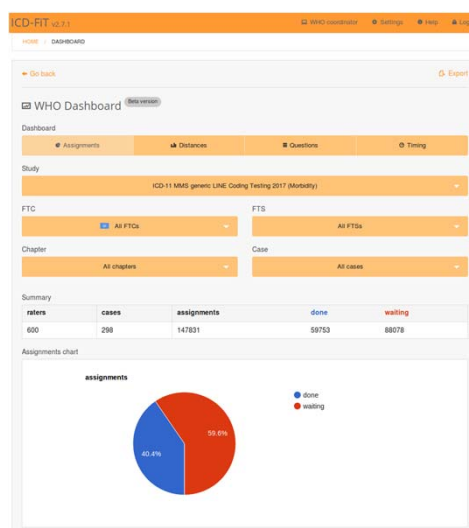 ICD-FiT v2.7.1 WHO coordinator Settings Help Log
HOME / DASHBOARD
Go back Export
WHO Dashboard Beta version
Dashboard
Assignments Distances Questions Timing
Study
ICD-11 MMS generic LINE Coding Testing 2017 (Morbidity)
FTC FTS
All FTCs All FTSs
Chapter Case
All chapters All cases
Summary
raters cases assignments done waiting
600 298 147831 59753 88078
Assignments chart
assignments
done
waiting
59.6%
40.4%